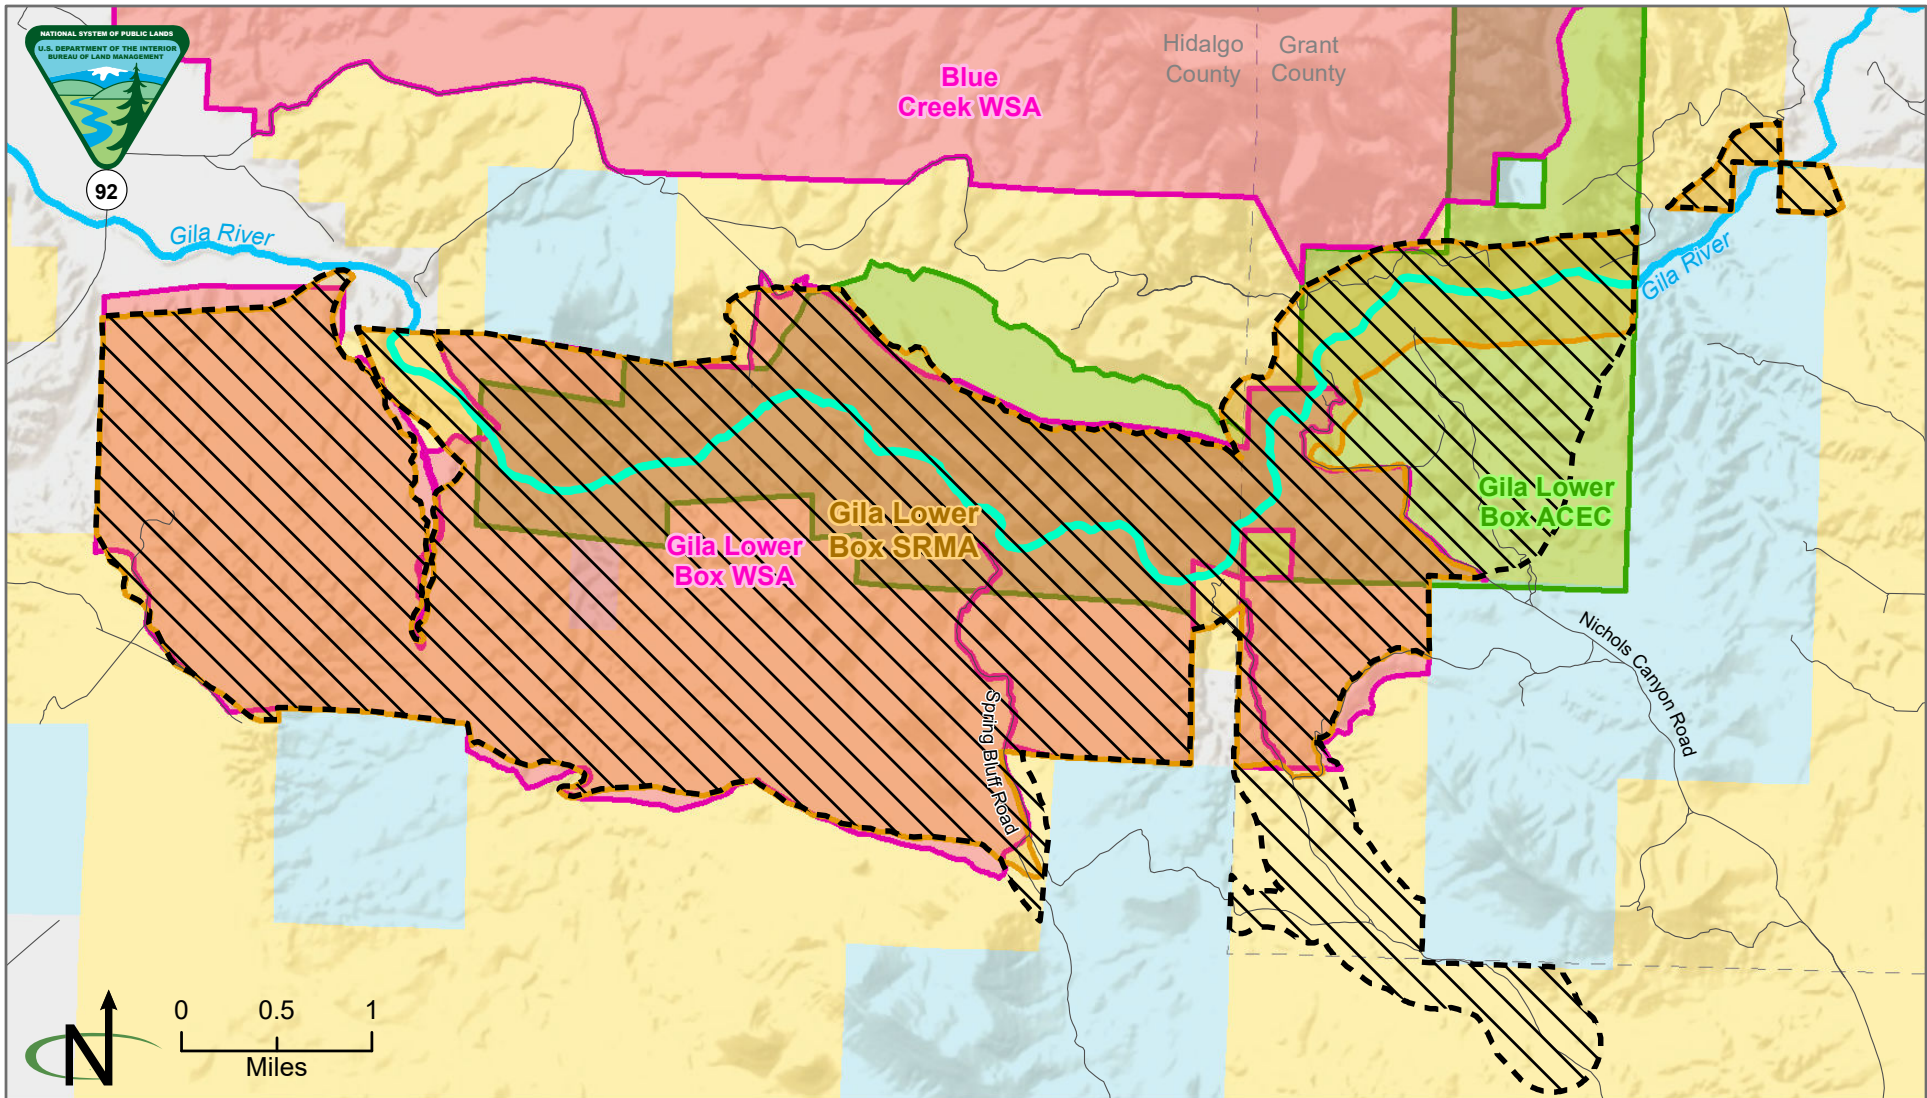 NATIONAL SYSTEM OF PUBLIC LANDS
U.S. DEPARTMENT OF THE INTERIOR
BUREAU OF LAND MANAGEMENT
92
Gila River
Blue
Creek WSA
Hidalgo
County
Grant
County
Gila River
Gila Lower
Box WSA
Gila Lower
Box SRMA
Gila Lower
Box ACEC
Spring Bluff Road
Nichols Canyon Road
N
0 0.5 1
Miles